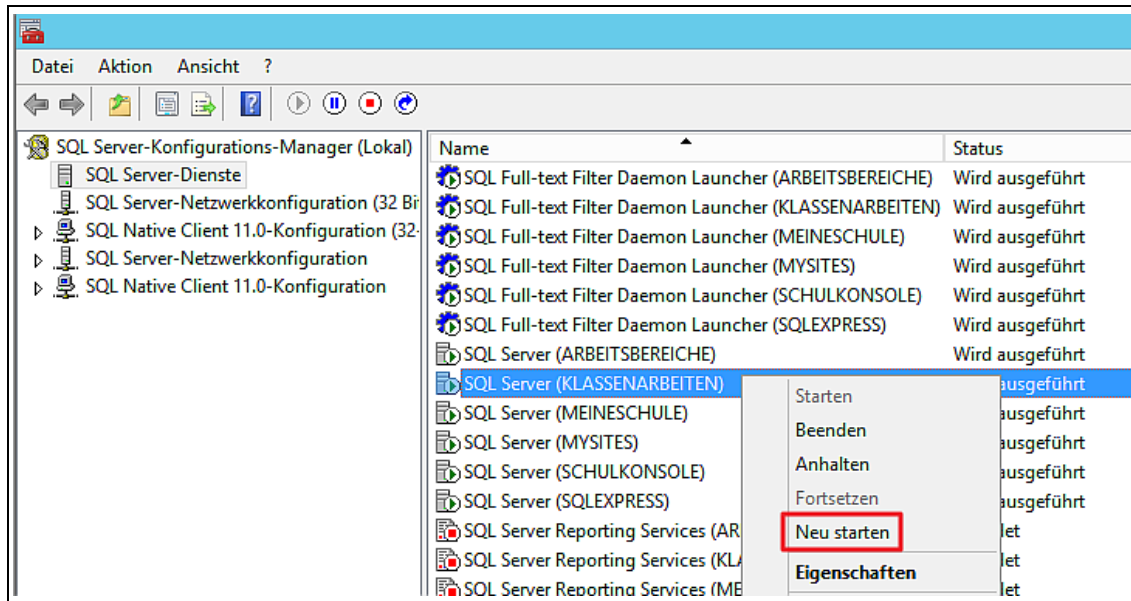 Datei Aktion Ansicht ?
SQL Server-Konfigurations-Manager (Lokal)
SQL Server-Dienste
SQL Server-Netzwerkkonfiguration (32 Bi
SQL Native Client 11.0-Konfiguration (32-
SQL Server-Netzwerkkonfiguration
SQL Native Client 11.0-Konfiguration
Name Status
SQL Full-text Filter Daemon Launcher (ARBEITSBEREICHE) Wird ausgeführt
SQL Full-text Filter Daemon Launcher (KLASSENARBEITEN) Wird ausgeführt
SQL Full-text Filter Daemon Launcher (MEINESCHULE) Wird ausgeführt
SQL Full-text Filter Daemon Launcher (MYSITES) Wird ausgeführt
SQL Full-text Filter Daemon Launcher (SCHULKONSOLE) Wird ausgeführt
SQL Full-text Filter Daemon Launcher (SQLEXPRESS) Wird ausgeführt
SQL Server (ARBEITSBEREICHE) Wird ausgeführt
SQL Server (KLASSENARBEITEN) ausgeführt
SQL Server (MEINESCHULE) ausgeführt
SQL Server (MYSITES) ausgeführt
SQL Server (SCHULKONSOLE) ausgeführt
SQL Server (SQLEXPRESS) ausgeführt
SQL Server Reporting Services (AR let
SQL Server Reporting Services (KLA let
SQL Server Reporting Services (ME let
Starten
Beenden
Anhalten
Fortsetzen
Neu starten
Eigenschaften